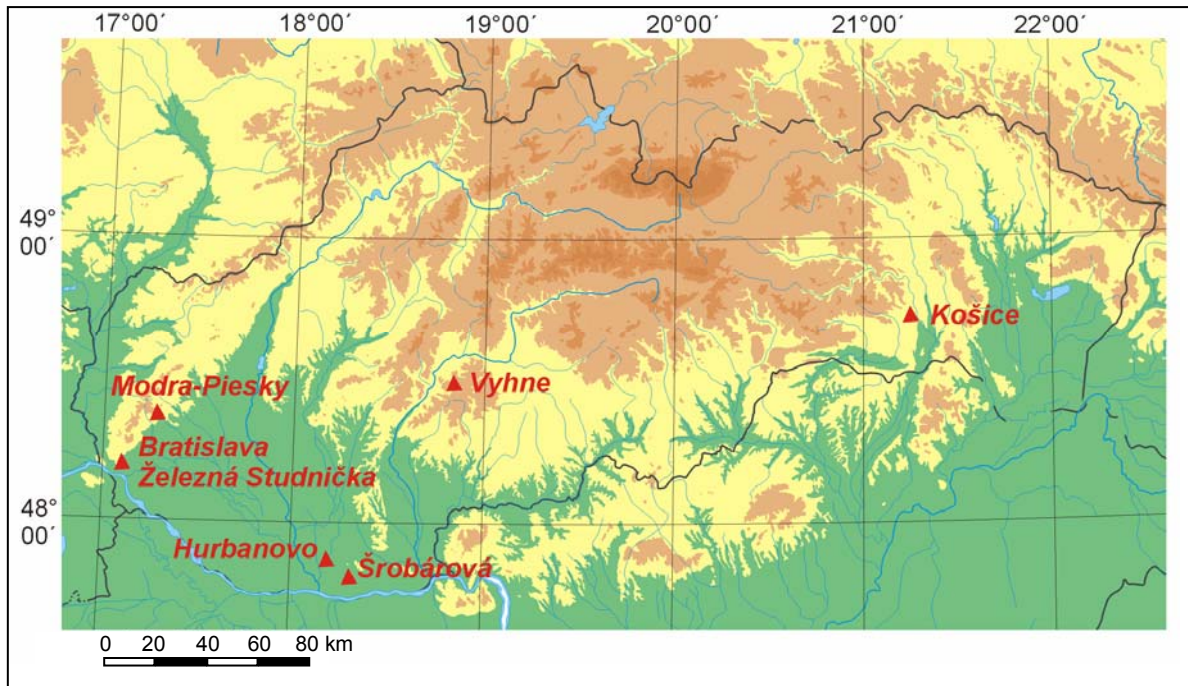 17°00´ 18°00´ 19°00´ 20°00´ 21°00´ 22°00´
49°
00´
Košice
Modra-Piesky
Vyhne
Bratislava
Železná Studnička
48°
00´
Hurbanovo
Šrobárová
0 20 40 60 80 km